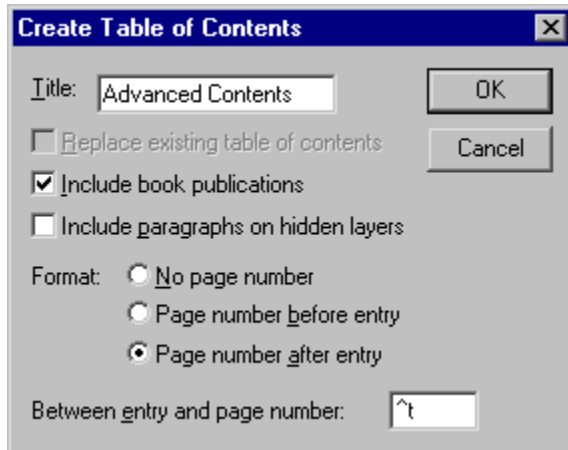 Create Table of Contents
Title: Advanced Contents OK
Replace existing table of contents Cancel
Include book publications
Include paragraphs on hidden layers
Format: No page number
Page number before entry
Page number after entry
Between entry and page number: ^t